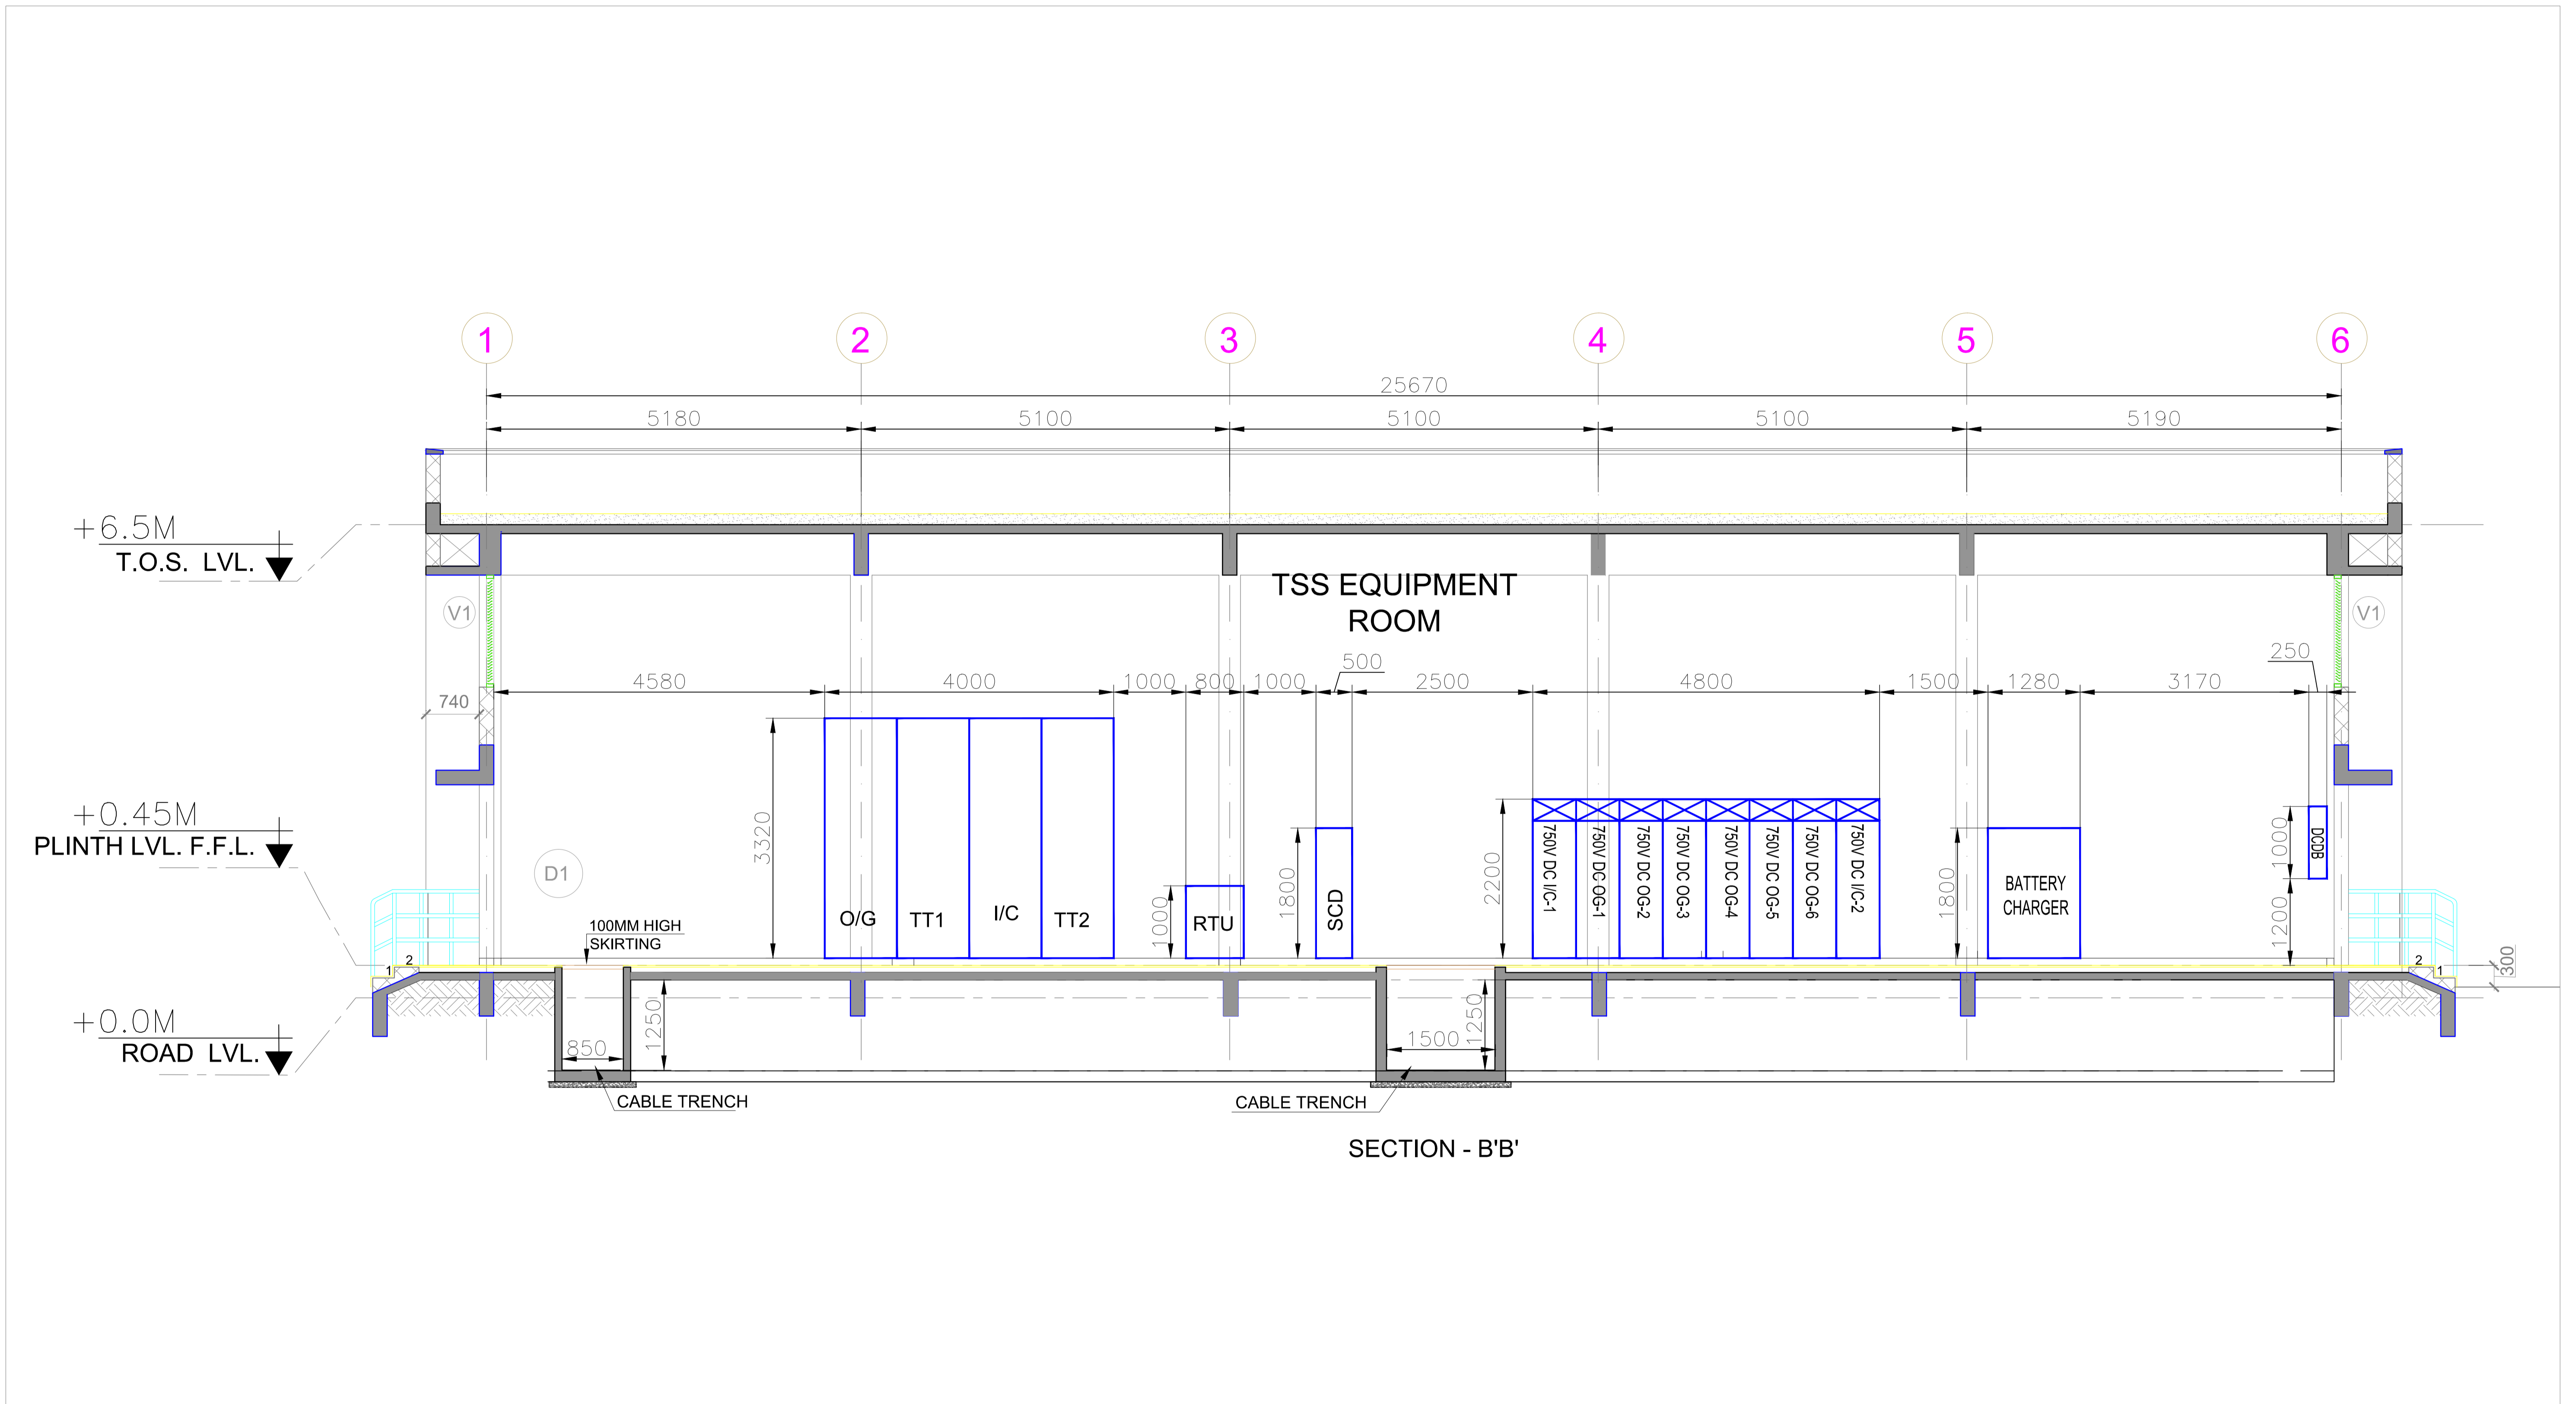 1 2 3 4 5 6
25670
5180 5100 5100 5100 5190
+6.5M
T.O.S. LVL.
TSS EQUIPMENT
ROOM
V1
V1
500
250
4580 4000 1000 800 1000 2500 4800 1500 1280 3170
740
+0.45M
PLINTH LVL. F.F.L.
D1
3320
O/G TT1 I/C TT2
1000
RTU
1800
SCD
2200
750V DC I/C-1
750V DC OG-1
750V DC OG-2
750V DC OG-3
750V DC OG-4
750V DC OG-5
750V DC OG-6
750V DC I/C-2
1800
BATTERY
CHARGER
1000
DCDB
1200
100MM HIGH
SKIRTING
1 2
2 1
300
+0.0M
ROAD LVL.
850
1250
1500
1250
CABLE TRENCH
CABLE TRENCH
SECTION - B'B'